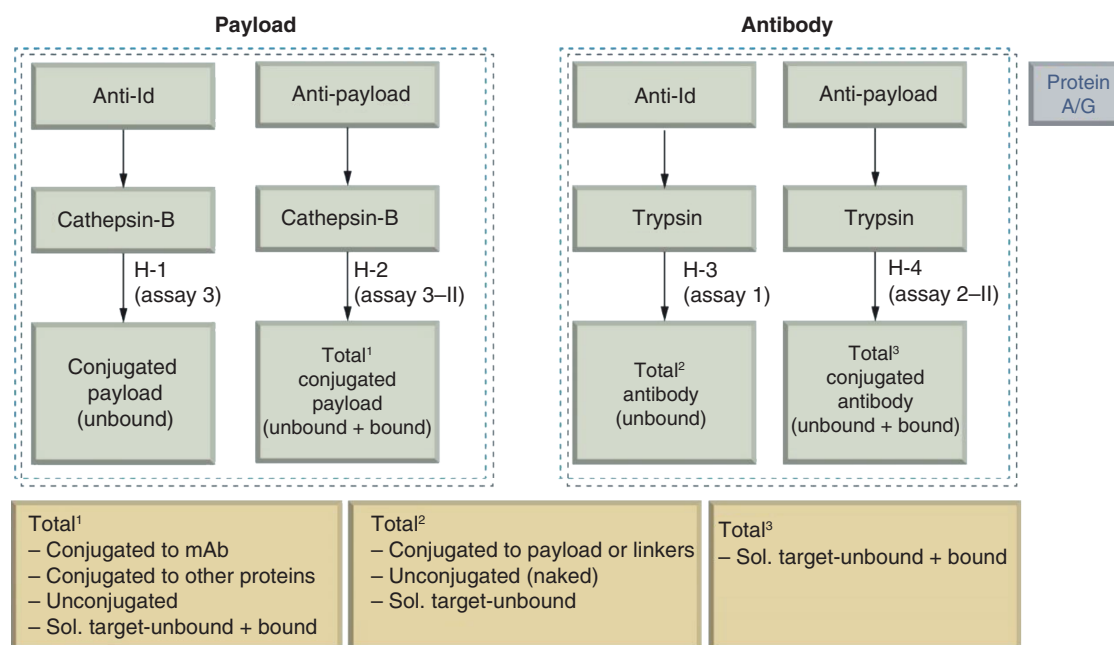 Payload
Antibody
Anti-Id
Anti-payload
Anti-Id
Anti-payload
Protein
A/G
Cathepsin-B
Cathepsin-B
Trypsin
Trypsin
H-1
(assay 3)
H-2
(assay 3–II)
H-3
(assay 1)
H-4
(assay 2–II)
Conjugated
payload
(unbound)
Total¹
conjugated
payload
(unbound + bound)
Total²
antibody
(unbound)
Total³
conjugated
antibody
(unbound + bound)
Total¹
– Conjugated to mAb
– Conjugated to other proteins
– Unconjugated
– Sol. target-unbound + bound
Total²
– Conjugated to payload or linkers
– Unconjugated (naked)
– Sol. target-unbound
Total³
– Sol. target-unbound + bound